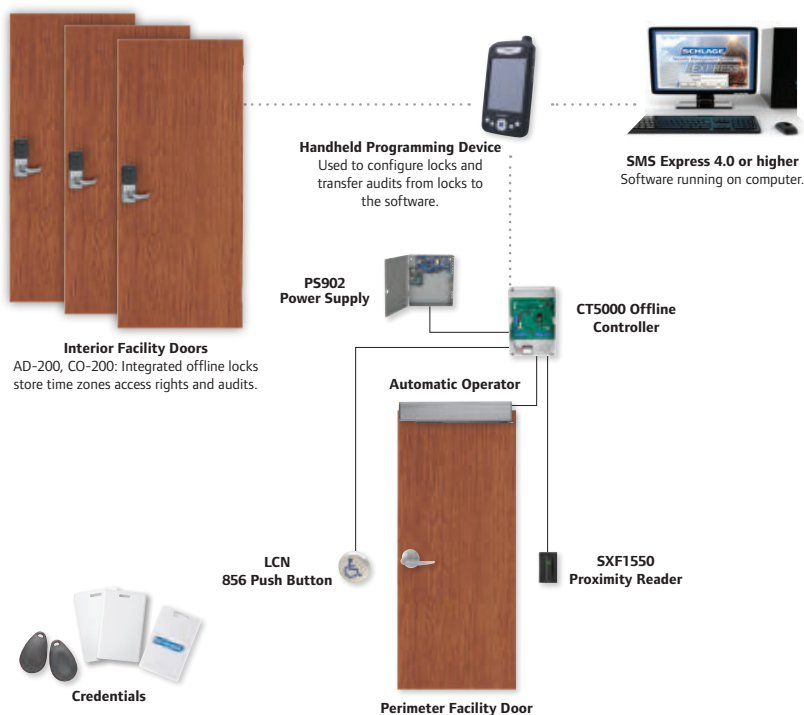 SCHLAGE
Handheld Programming Device
Used to configure locks and
transfer audits from locks to
the software.
SMS Express 4.0 or higher
Software running on computer.
PS902
Power Supply
CT5000 Offline
Controller
Interior Facility Doors
AD-200, CO-200: Integrated offline locks
store time zones access rights and audits.
Automatic Operator
LCN
856 Push Button
SXF1550
Proximity Reader
Credentials
Perimeter Facility Door